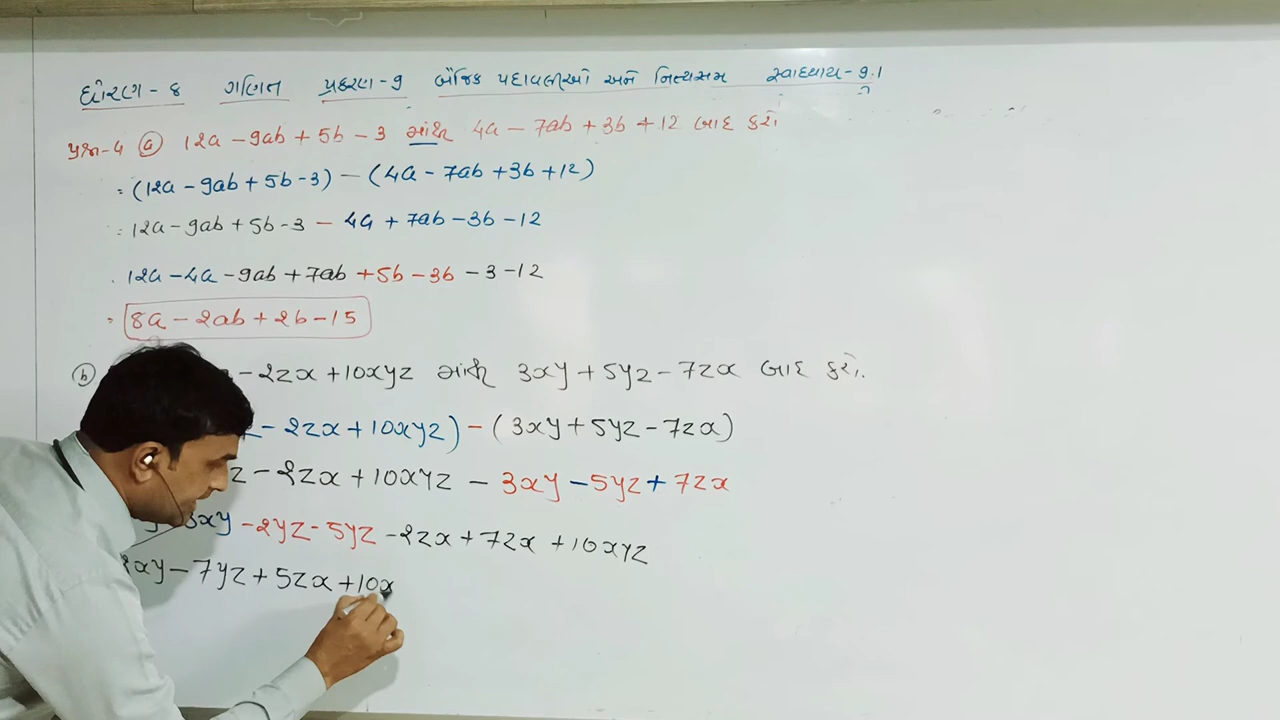 ધોરણ - ૮ ગણિત પ્રકરણ - ૭ બૈજિક પદાવલીઓ અને નિત્યસમ સ્વાધ્યાય - 9.1
પ્રશ્ન-4 (a) 12a - 9ab + 5b - 3 માંથી 4a - 7ab + 3b + 12 બાદ કરો
= (12a - 9ab + 5b - 3) - (4a - 7ab + 3b + 12)
= 12a - 9ab + 5b - 3 - 4a + 7ab - 3b - 12
12a - 4a - 9ab + 7ab + 5b - 3b - 3 - 12
= 8a - 2ab + 2b - 15
(b) - 2zx + 10xyz માંથી 3xy + 5yz - 7zx બાદ કરો.
- 2zx + 10xyz) - (3xy + 5yz - 7zx)
z - 2zx + 10xyz - 3xy - 5yz + 7zx
3xy - 2yz - 5yz - 2zx + 7zx + 10xyz
2xy - 7yz + 5zx + 10x